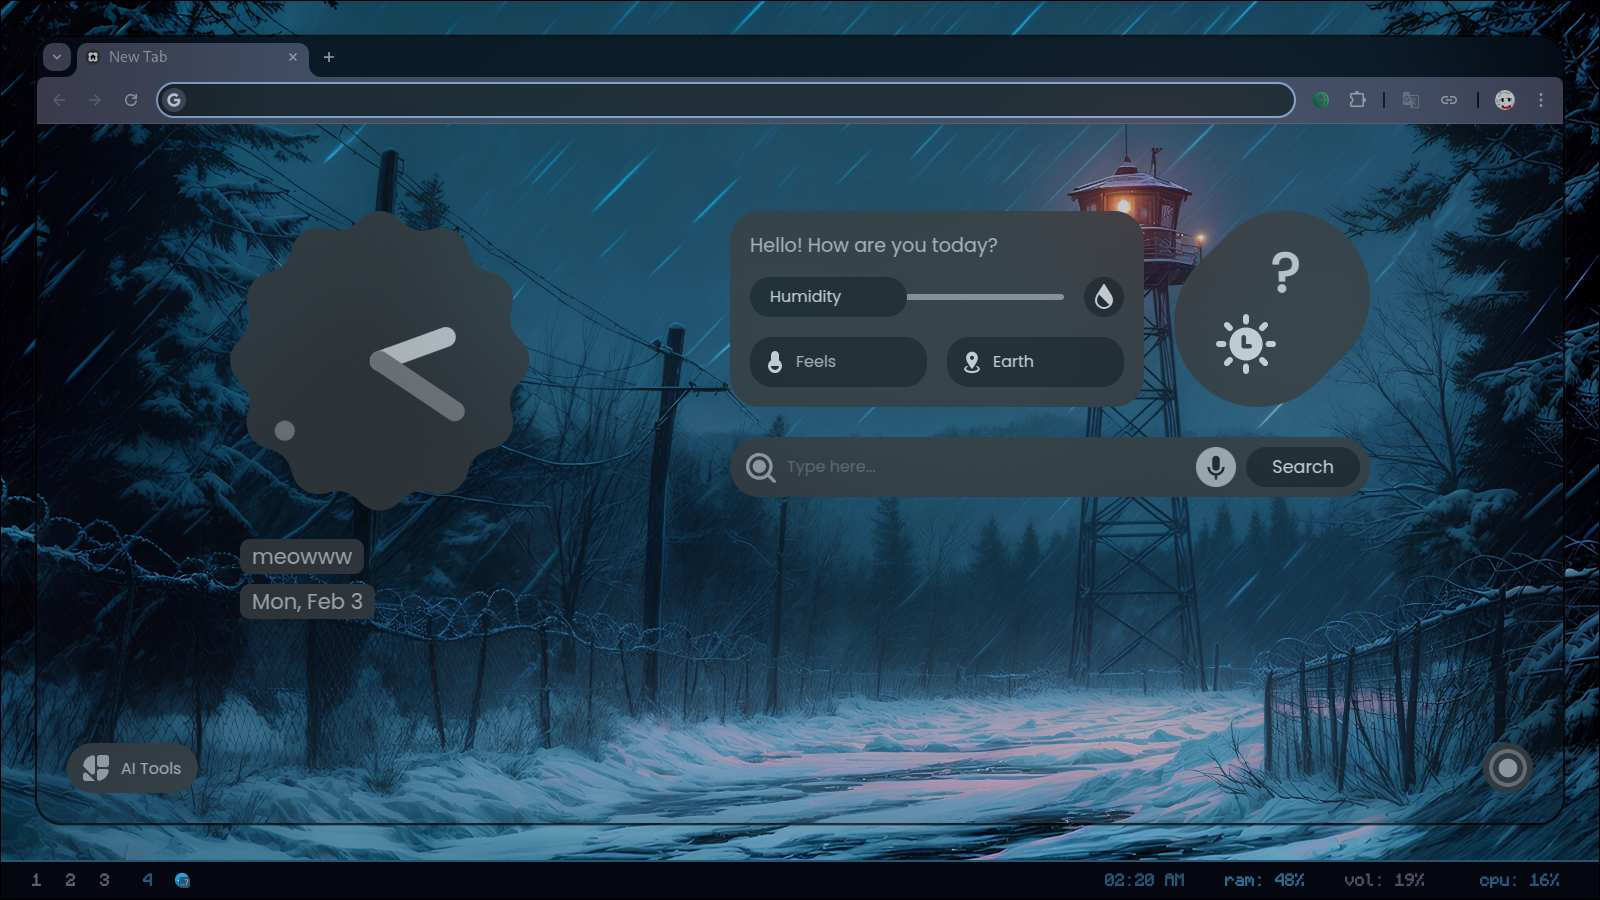 New Tab
Hello! How are you today?
Humidity
Feels
Earth
?
Type here...
Search
meowww
Mon, Feb 3
AI Tools
1 2 3 4
02:20 AM ram: 48% vol: 19% cpu: 16%